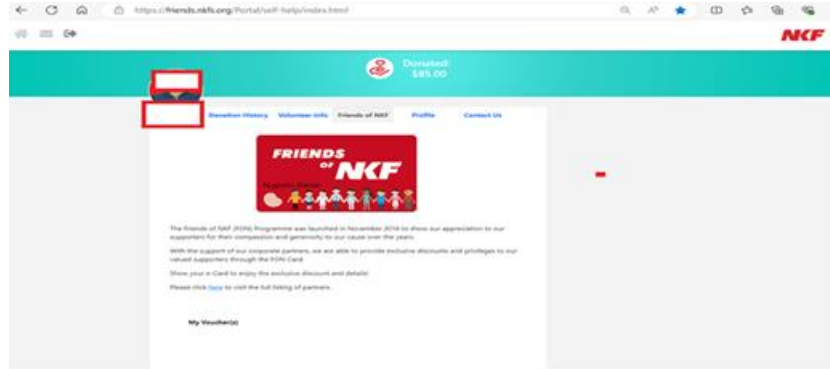 https://friends.nkfs.org/Portal/self-help/index.html
NKF
Donated:
$85.00
Donation History Volunteer Info Friends of NKF Profile Contact Us
FRIENDS
OF NKF
The Friends of NKF (FON) Programme was launched in November 2014 to show our appreciation to our
supporters for their compassion and generosity to our cause over the years.
With the support of our corporate partners, we are able to provide exclusive discounts and privileges to our
valued supporters through the FON Card.
Show your e-Card to enjoy the exclusive discount and details!
Please click here to visit the full listing of partners.
My Voucher(s)